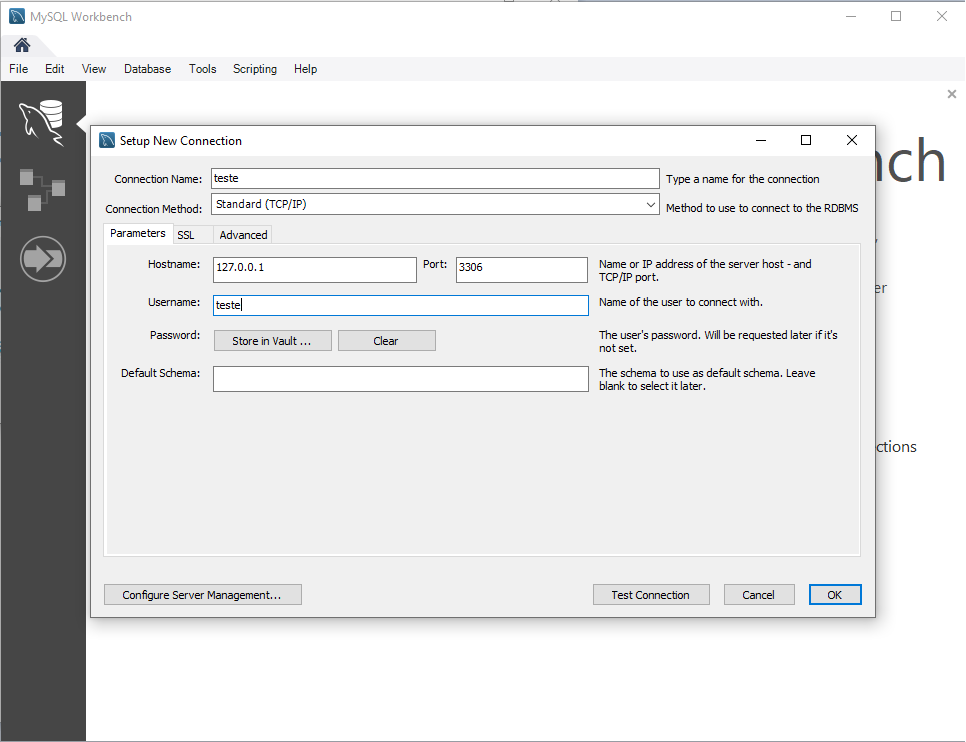 MySQL Workbench
File Edit View Database Tools Scripting Help
nch
er
ctions
Setup New Connection
Connection Name: teste Type a name for the connection
Connection Method: Standard (TCP/IP) Method to use to connect to the RDBMS
Parameters SSL Advanced
Hostname: 127.0.0.1 Port: 3306 Name or IP address of the server host - and
TCP/IP port.
Username: teste Name of the user to connect with.
Password: Store in Vault ... Clear The user's password. Will be requested later if it's
not set.
Default Schema: The schema to use as default schema. Leave
blank to select it later.
Configure Server Management... Test Connection Cancel OK